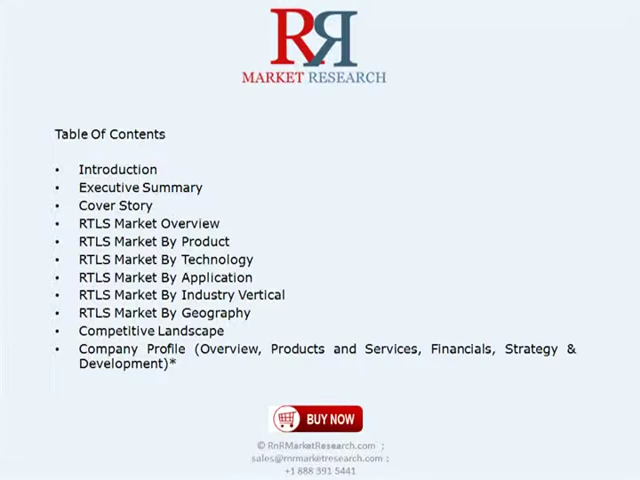 RR
MARKET RESEARCH
Table Of Contents
• Introduction
• Executive Summary
• Cover Story
• RTLS Market Overview
• RTLS Market By Product
• RTLS Market By Technology
• RTLS Market By Application
• RTLS Market By Industry Vertical
• RTLS Market By Geography
• Competitive Landscape
• Company Profile (Overview, Products and Services, Financials, Strategy &
Development)*
BUY NOW
© RnRMarketResearch.com ;
sales@rnrmarketresearch.com ;
+1 888 391 5441